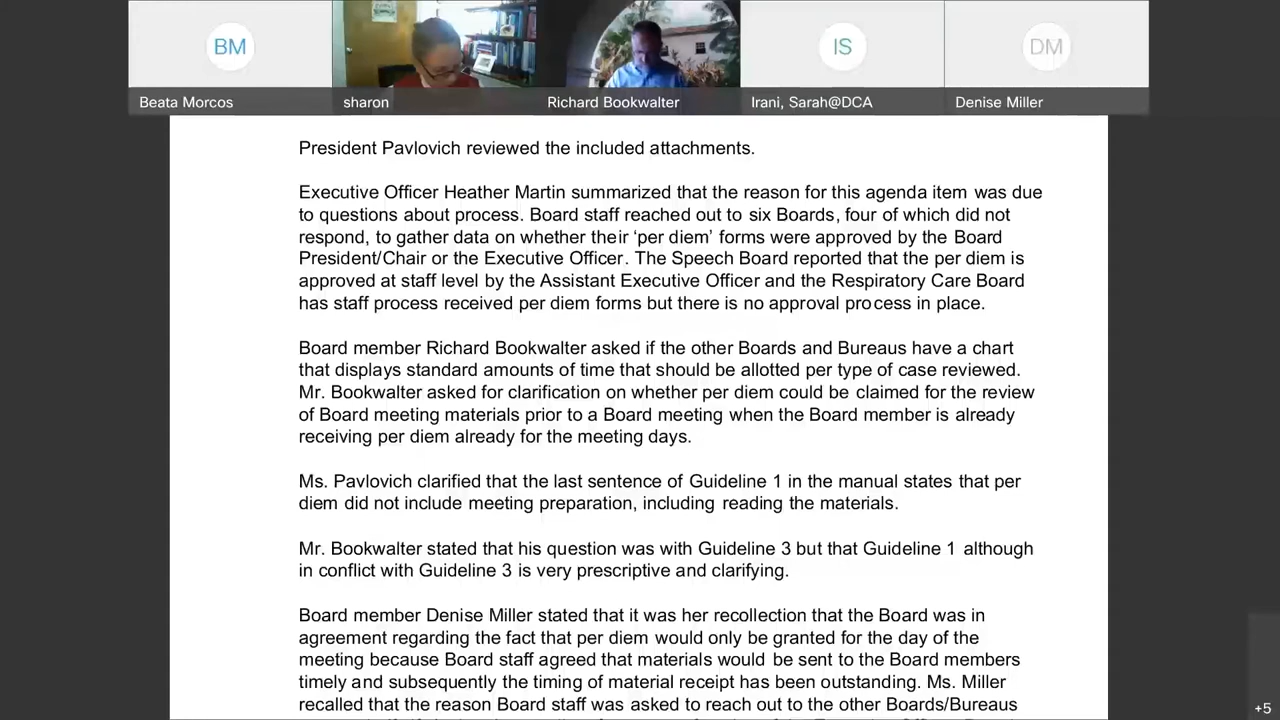 BM
IS
DM
Beata Morcos
sharon
Richard Bookwalter
Irani, Sarah@DCA
Denise Miller
President Pavlovich reviewed the included attachments.
Executive Officer Heather Martin summarized that the reason for this agenda item was due
to questions about process. Board staff reached out to six Boards, four of which did not
respond, to gather data on whether their ‘per diem’ forms were approved by the Board
President/Chair or the Executive Officer. The Speech Board reported that the per diem is
approved at staff level by the Assistant Executive Officer and the Respiratory Care Board
has staff process received per diem forms but there is no approval process in place.
Board member Richard Bookwalter asked if the other Boards and Bureaus have a chart
that displays standard amounts of time that should be allotted per type of case reviewed.
Mr. Bookwalter asked for clarification on whether per diem could be claimed for the review
of Board meeting materials prior to a Board meeting when the Board member is already
receiving per diem already for the meeting days.
Ms. Pavlovich clarified that the last sentence of Guideline 1 in the manual states that per
diem did not include meeting preparation, including reading the materials.
Mr. Bookwalter stated that his question was with Guideline 3 but that Guideline 1 although
in conflict with Guideline 3 is very prescriptive and clarifying.
Board member Denise Miller stated that it was her recollection that the Board was in
agreement regarding the fact that per diem would only be granted for the day of the
meeting because Board staff agreed that materials would be sent to the Board members
timely and subsequently the timing of material receipt has been outstanding. Ms. Miller
recalled that the reason Board staff was asked to reach out to the other Boards/Bureaus
+5